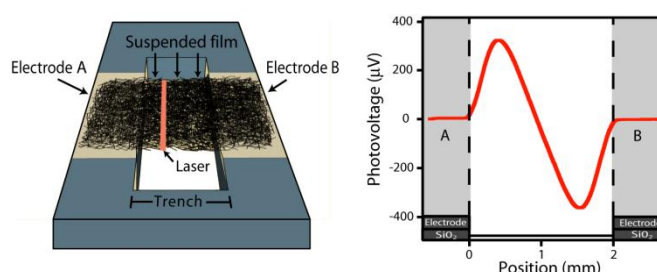 Suspended film
Electrode A
Electrode B
Laser
Trench
Photovoltage (μV)
400
200
0
-200
-400
A
B
Electrode
SiO₂
Electrode
SiO₂
0
1
2
Position (mm)